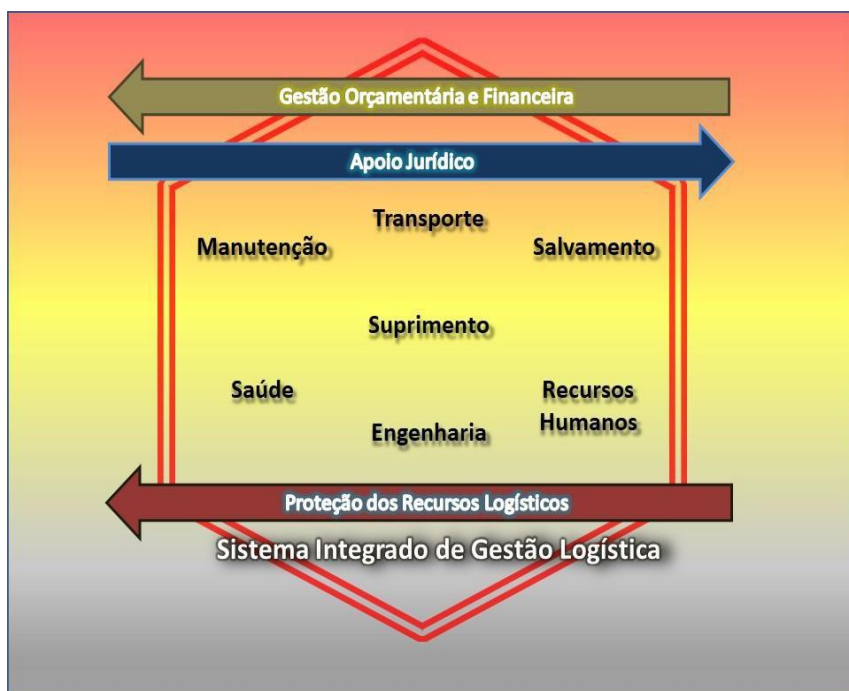 Gestão Orçamentária e Financeira
Apoio Jurídico
Transporte
Manutenção
Salvamento
Suprimento
Saúde
Recursos
Humanos
Engenharia
Proteção dos Recursos Logísticos
Sistema Integrado de Gestão Logística